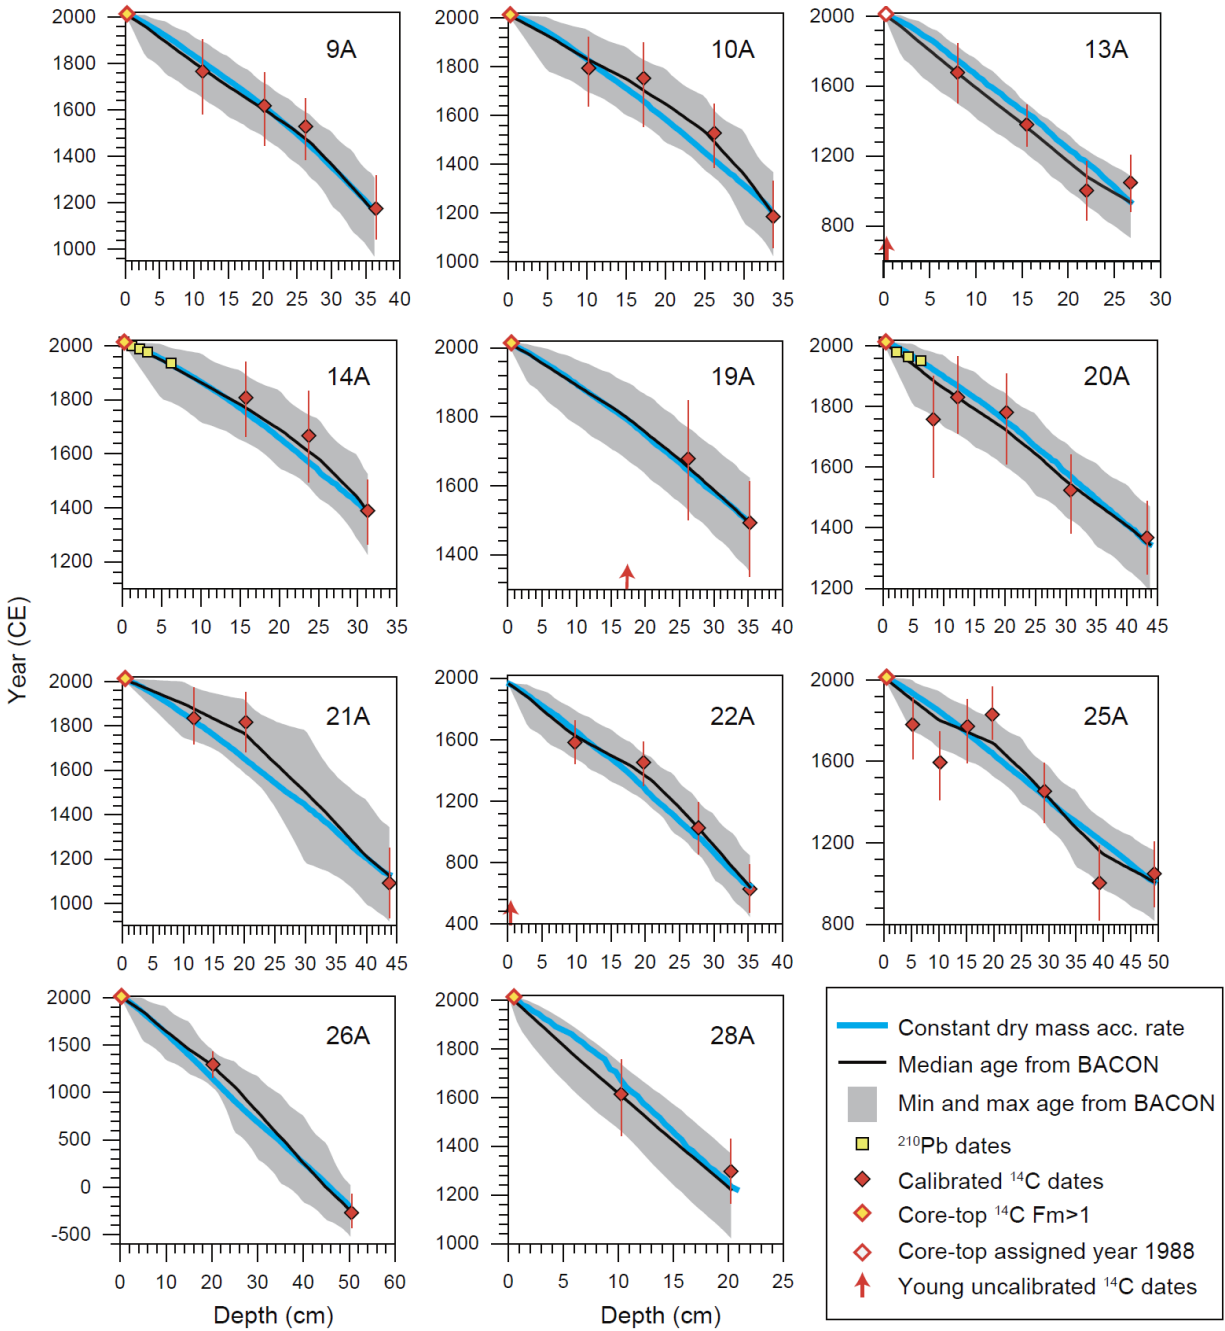 2000
1800
1600
1400
1200
1000
9A
0 5 10 15 20 25 30 35 40
2000
1800
1600
1400
1200
1000
10A
0 5 10 15 20 25 30 35
2000
1600
1200
800
13A
0 10 20 30
2000
1800
1600
1400
1200
14A
0 5 10 15 20 25 30 35
2000
1800
1600
1400
19A
0 5 10 15 20 25 30 35 40
2000
1800
1600
1400
1200
20A
0 5 10 15 20 25 30 35 40 45
Year (CE)
2000
1800
1600
1400
1200
1000
21A
0 5 10 15 20 25 30 35 40 45
2000
1600
1200
800
400
22A
0 5 10 15 20 25 30 35 40
2000
1600
1200
800
25A
0 5 10 15 20 25 30 35 40 45 50
2000
1500
1000
500
0
-500
26A
0 10 20 30 40 50 60
Depth (cm)
2000
1800
1600
1400
1200
1000
28A
0 5 10 15 20 25
Depth (cm)
Constant dry mass acc. rate
Median age from BACON
Min and max age from BACON
²¹⁰Pb dates
Calibrated ¹⁴C dates
Core-top ¹⁴C Fm>1
Core-top assigned year 1988
Young uncalibrated ¹⁴C dates